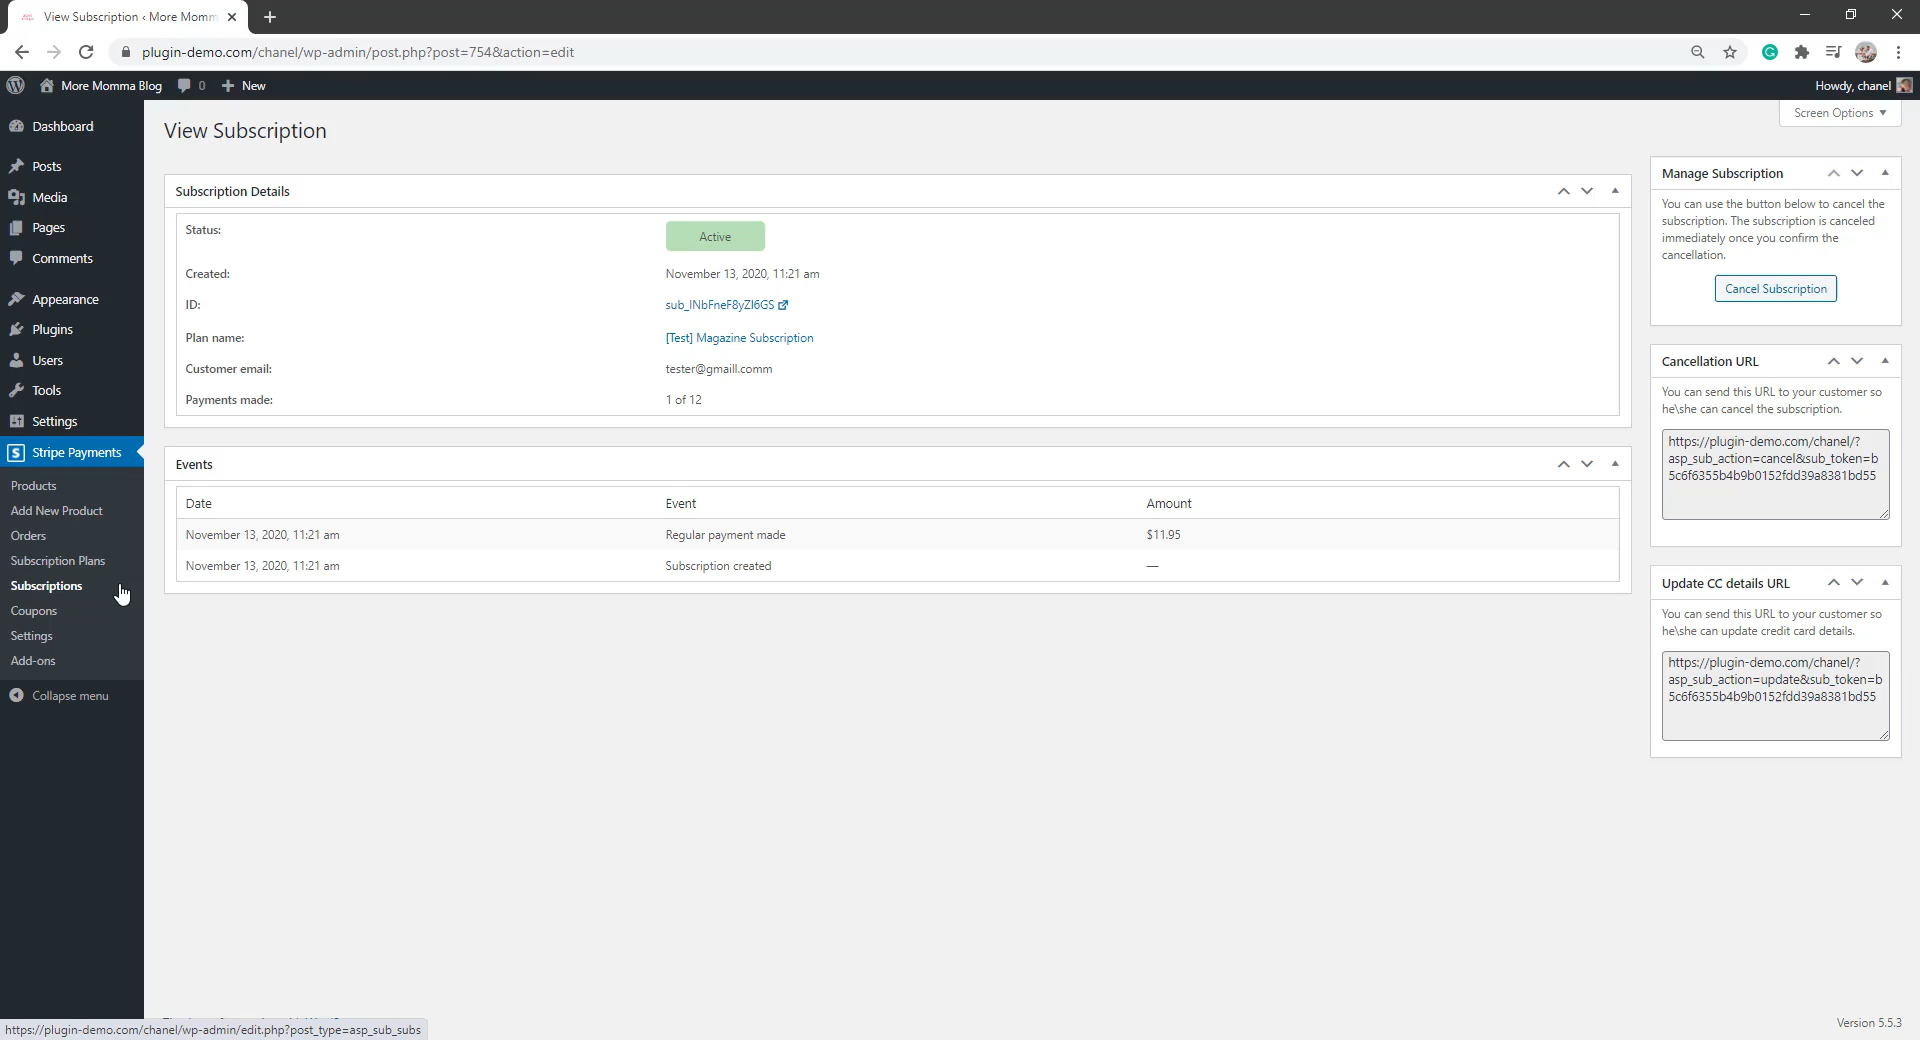 View Subscription ‹ More Momm
plugin-demo.com/chanel/wp-admin/post.php?post=754&action=edit
More Momma Blog 0 New
Howdy, chanel
Screen Options
Dashboard
Posts
Media
Pages
Comments
Appearance
Plugins
Users
Tools
Settings
Stripe Payments
Products
Add New Product
Orders
Subscription Plans
Subscriptions
Coupons
Settings
Add-ons
Collapse menu
View Subscription
Subscription Details
Status: Active
Created: November 13, 2020, 11:21 am
ID: sub_INbFneF8yZI6GS
Plan name: [Test] Magazine Subscription
Customer email: tester@gmaill.comm
Payments made: 1 of 12
Events
Date Event Amount
November 13, 2020, 11:21 am Regular payment made $11.95
November 13, 2020, 11:21 am Subscription created —
Manage Subscription
You can use the button below to cancel the
subscription. The subscription is canceled
immediately once you confirm the
cancellation.
Cancel Subscription
Cancellation URL
You can send this URL to your customer so
he\she can cancel the subscription.
https://plugin-demo.com/chanel/?
asp_sub_action=cancel&sub_token=b
5c6f6355b4b9b0152fdd39a8381bd55
Update CC details URL
You can send this URL to your customer so
he\she can update credit card details.
https://plugin-demo.com/chanel/?
asp_sub_action=update&sub_token=b
5c6f6355b4b9b0152fdd39a8381bd55
https://plugin-demo.com/chanel/wp-admin/edit.php?post_type=asp_sub_subs
Version 5.5.3